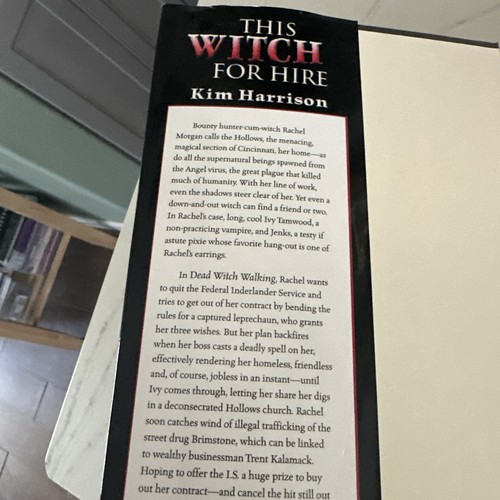 THIS
WITCH
FOR HIRE
Kim Harrison
Bounty hunter-cum-witch Rachel
Morgan calls the Hollows, the menacing,
magical section of Cincinnati, her home—as
do all the supernatural beings spawned from
the Angel virus, the great plague that killed
much of humanity. With her line of work,
even the shadows steer clear of her. Yet even a
down-and-out witch can find a friend or two.
In Rachel's case, long, cool Ivy Tamwood, a
non-practicing vampire, and Jenks, a testy if
astute pixie whose favorite hang-out is one of
Rachel's earrings.
In Dead Witch Walking, Rachel wants
to quit the Federal Inderlander Service and
tries to get out of her contract by bending the
rules for a captured leprechaun, who grants
her three wishes. But her plan backfires
when her boss casts a deadly spell on her,
effectively rendering her homeless, friendless
and, of course, jobless in an instant—until
Ivy comes through, letting her share her digs
in a deconsecrated Hollows church. Rachel
soon catches wind of illegal trafficking of the
street drug Brimstone, which can be linked
to wealthy businessman Trent Kalamack.
Hoping to offer the I.S. a huge prize to buy
out her contract—and cancel the hit still out